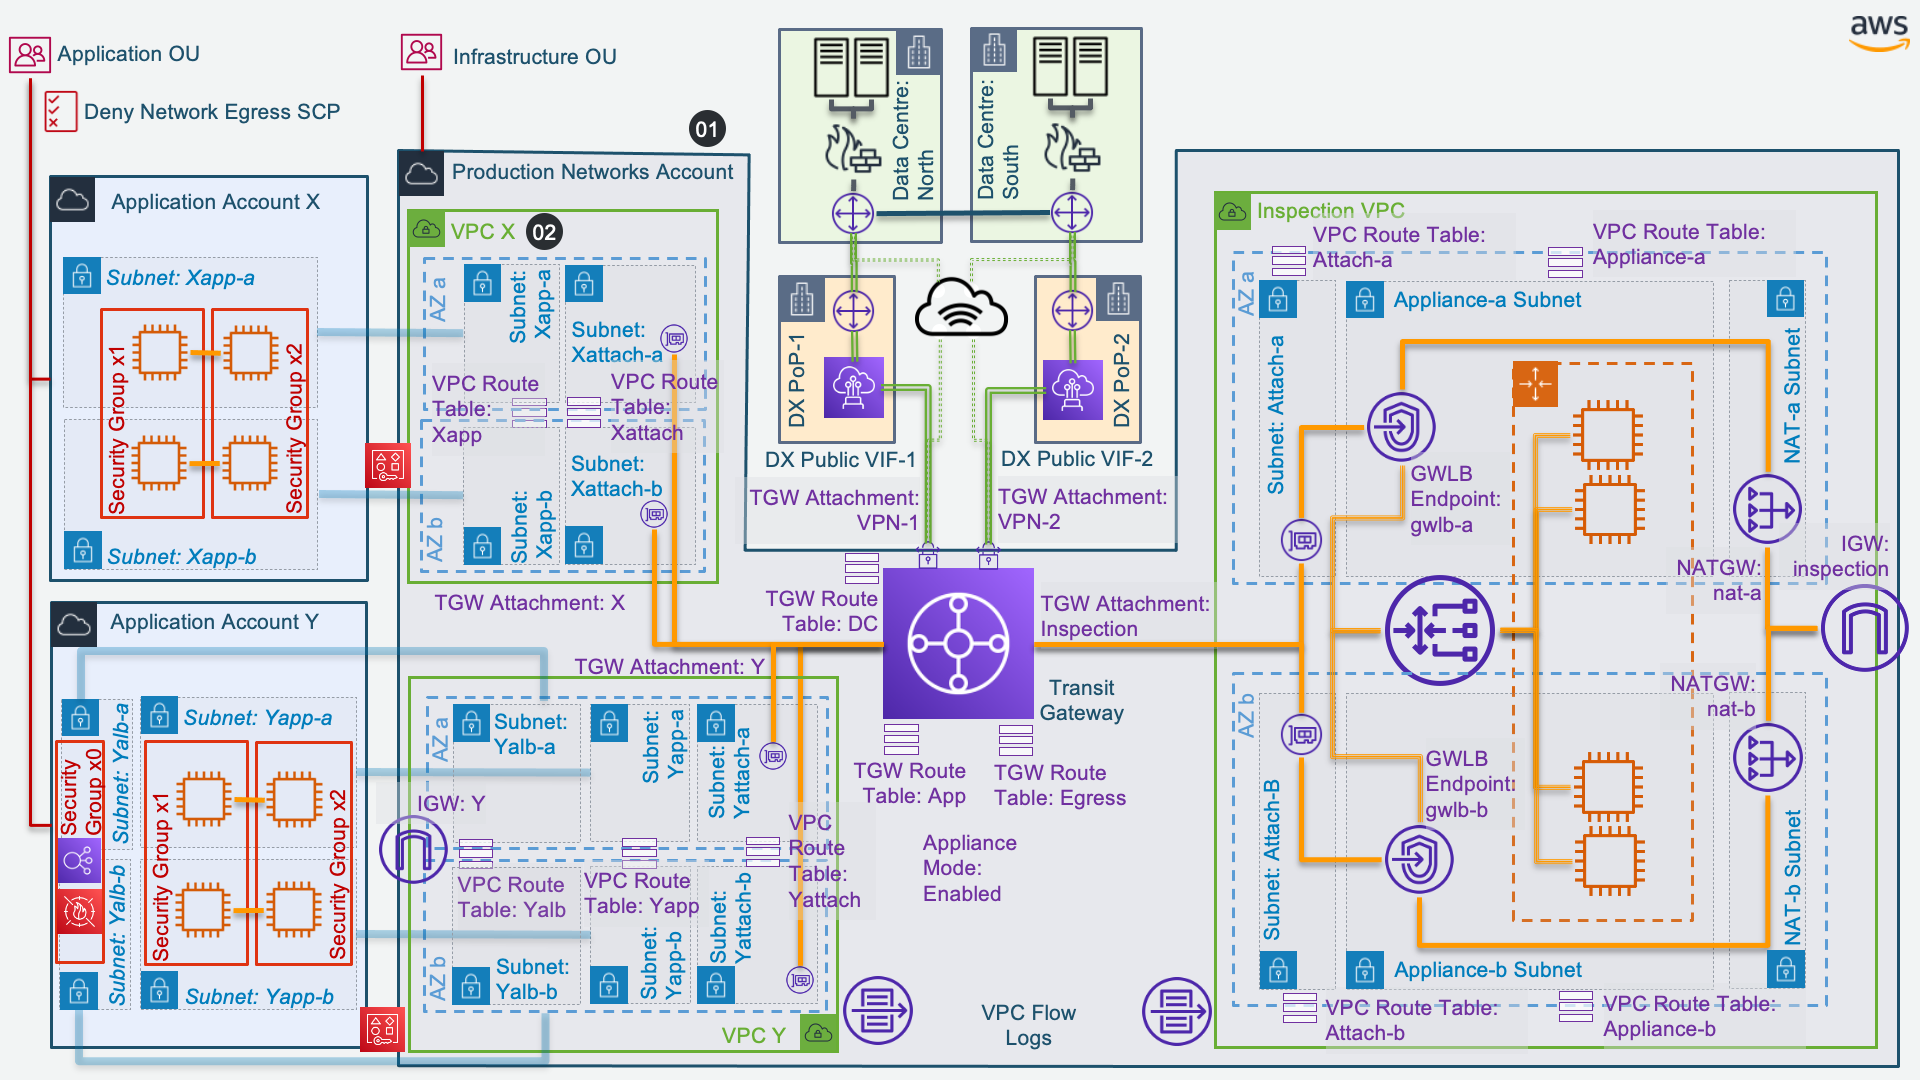 Application OU
Deny Network Egress SCP
Infrastructure OU
aws
01
Production Networks Account
Application Account X
Subnet: Xapp-a
Security Group x1
Security Group x2
Subnet: Xapp-b
VPC X
02
AZ a
Subnet:
Xapp-a
Subnet:
Xattach-a
VPC Route
Table:
Xapp
VPC Route
Table:
Xattach
Subnet:
Xattach-b
AZ b
Subnet:
Xapp-b
TGW Attachment: X
Data Centre:
North
Data Centre:
South
DX PoP-1
DX PoP-2
DX Public VIF-1
DX Public VIF-2
TGW Attachment:
VPN-1
TGW Attachment:
VPN-2
TGW Route
Table: DC
TGW Attachment:
Inspection
TGW Attachment: Y
Transit
Gateway
TGW Route
Table: App
TGW Route
Table: Egress
Appliance
Mode:
Enabled
VPC Flow
Logs
Application Account Y
Subnet: Yalb-a
Subnet: Yapp-a
Security
Group x0
Security Group x1
Security Group x2
Subnet: Yalb-b
Subnet: Yapp-b
AZ a
Subnet:
Yalb-a
Subnet:
Yapp-a
Subnet:
Yattach-a
IGW: Y
VPC
Route
Table:
Yattach
VPC Route
Table: Yalb
VPC Route
Table: Yapp
AZ b
Subnet:
Yalb-b
Subnet:
Yapp-b
Subnet:
Yattach-b
VPC Y
Inspection VPC
VPC Route Table:
Attach-a
VPC Route Table:
Appliance-a
AZ a
Appliance-a Subnet
Subnet: Attach-a
NAT-a Subnet
GWLB
Endpoint:
gwlb-a
IGW:
inspection
NATGW:
nat-a
NATGW:
nat-b
AZ b
GWLB
Endpoint:
gwlb-b
Subnet: Attach-B
NAT-b Subnet
Appliance-b Subnet
VPC Route Table:
Attach-b
VPC Route Table:
Appliance-b